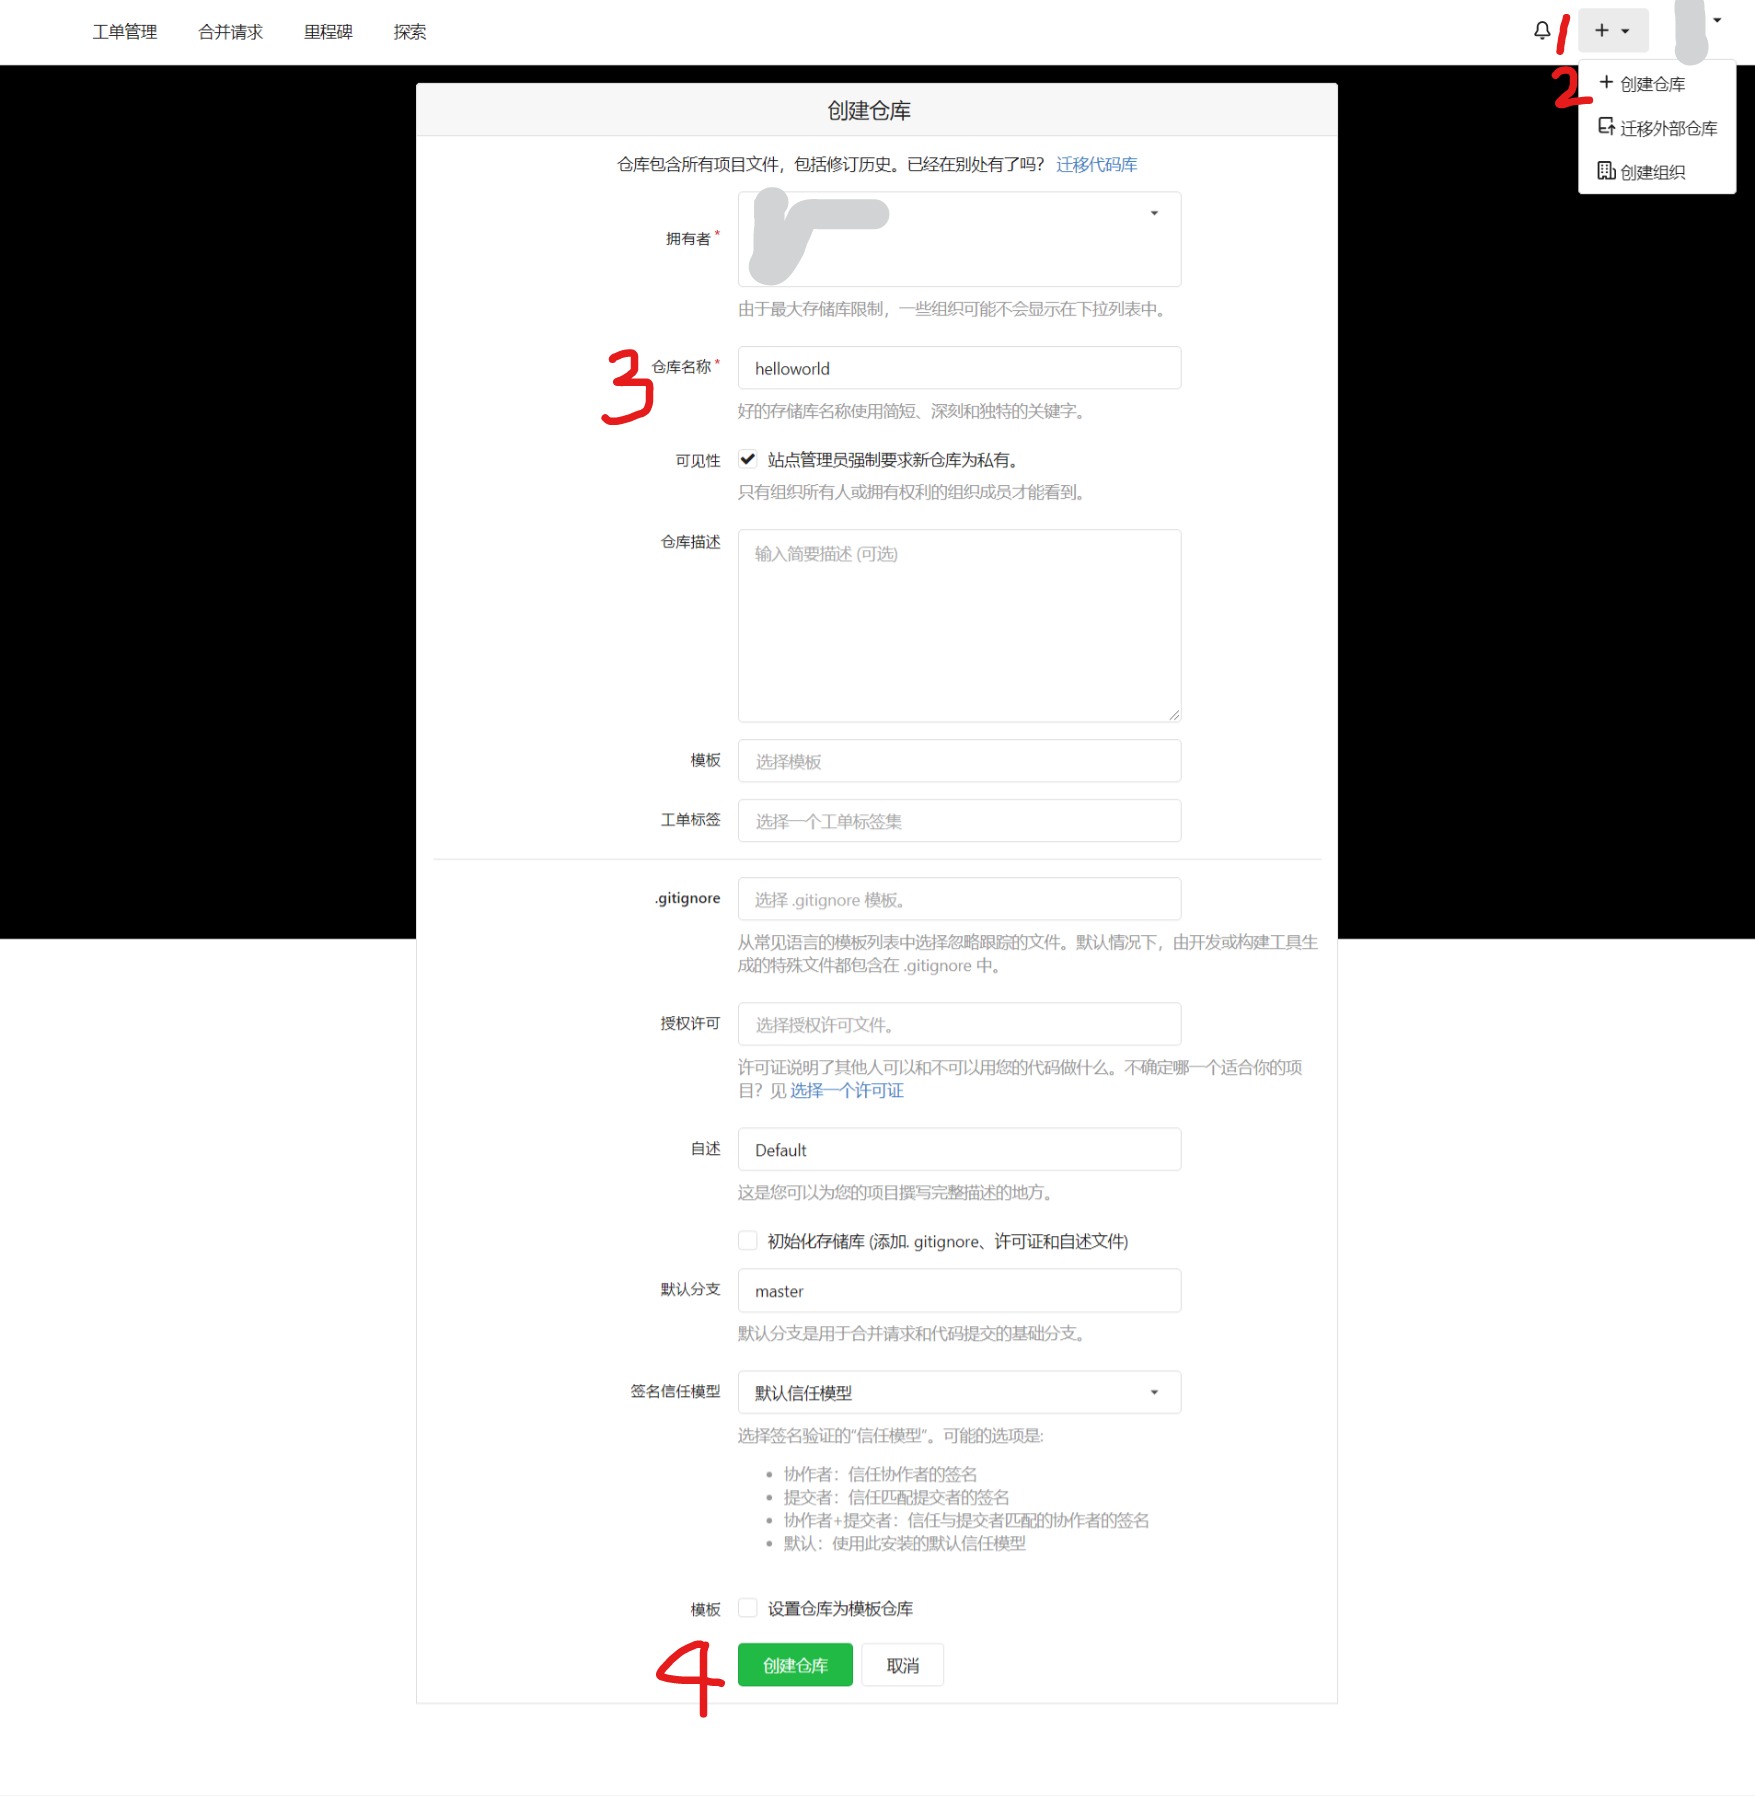 工单管理 合并请求 里程碑 探索
1
2
创建仓库
迁移外部仓库
创建组织
创建仓库
仓库包含所有项目文件，包括修订历史。已经在别处有了吗？ 迁移代码库
拥有者 *
由于最大存储库限制，一些组织可能不会显示在下拉列表中。
3
仓库名称 * helloworld
好的存储库名称使用简短、深刻和独特的关键字。
可见性 站点管理员强制要求新仓库为私有。
只有组织所有人或拥有权利的组织成员才能看到。
仓库描述 输入简要描述 (可选)
模板 选择模板
工单标签 选择一个工单标签集
.gitignore 选择 .gitignore 模板。
从常见语言的模板列表中选择忽略跟踪的文件。默认情况下，由开发或构建工具生
成的特殊文件都包含在 .gitignore 中。
授权许可 选择授权许可文件。
许可证说明了其他人可以和不可以用您的代码做什么。不确定哪一个适合你的项
目？见 选择一个许可证
自述 Default
这是您可以为您的项目撰写完整描述的地方。
初始化存储库 (添加. gitignore、许可证和自述文件)
默认分支 master
默认分支是用于合并请求和代码提交的基础分支。
签名信任模型 默认信任模型
选择签名验证的“信任模型”。可能的选项是:
• 协作者：信任协作者的签名
• 提交者：信任匹配提交者的签名
• 协作者+提交者：信任与提交者匹配的协作者的签名
• 默认：使用此安装的默认信任模型
模板 设置仓库为模板仓库
4
创建仓库 取消